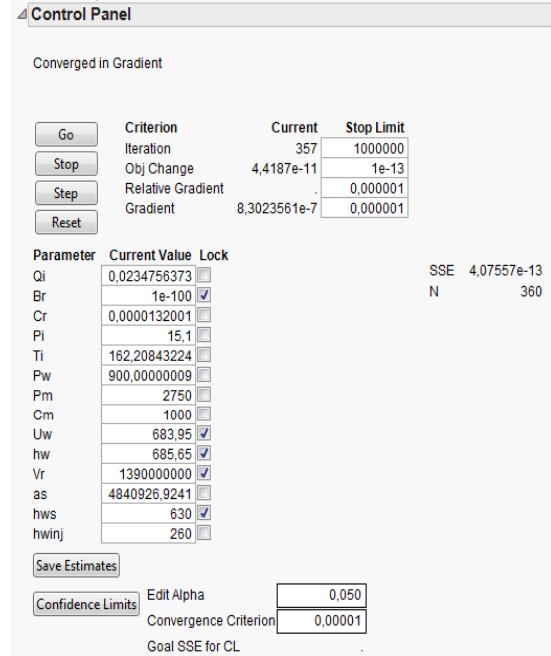 Control Panel
Converged in Gradient
Go
Stop
Step
Reset
Criterion Current Stop Limit
Iteration 357 1000000
Obj Change 4,4187e-11 1e-13
Relative Gradient . 0,000001
Gradient 8,3023561e-7 0,000001
Parameter Current Value Lock
Qi 0,0234756373
Br 1e-100
Cr 0,0000132001
Pi 15,1
Ti 162,20843224
Pw 900,00000009
Pm 2750
Cm 1000
Uw 683,95
hw 685,65
Vr 1390000000
as 4840926,9241
hws 630
hwinj 260
SSE 4,07557e-13
N 360
Save Estimates
Confidence Limits
Edit Alpha 0,050
Convergence Criterion 0,00001
Goal SSE for CL .